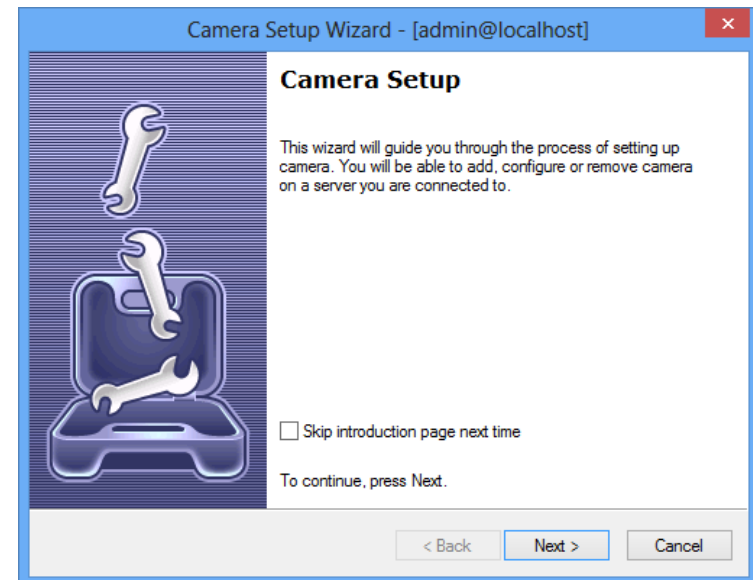 Camera Setup Wizard - [admin@localhost]
Camera Setup
This wizard will guide you through the process of setting up
camera. You will be able to add, configure or remove camera
on a server you are connected to.
Skip introduction page next time
To continue, press Next.
< Back Next > Cancel